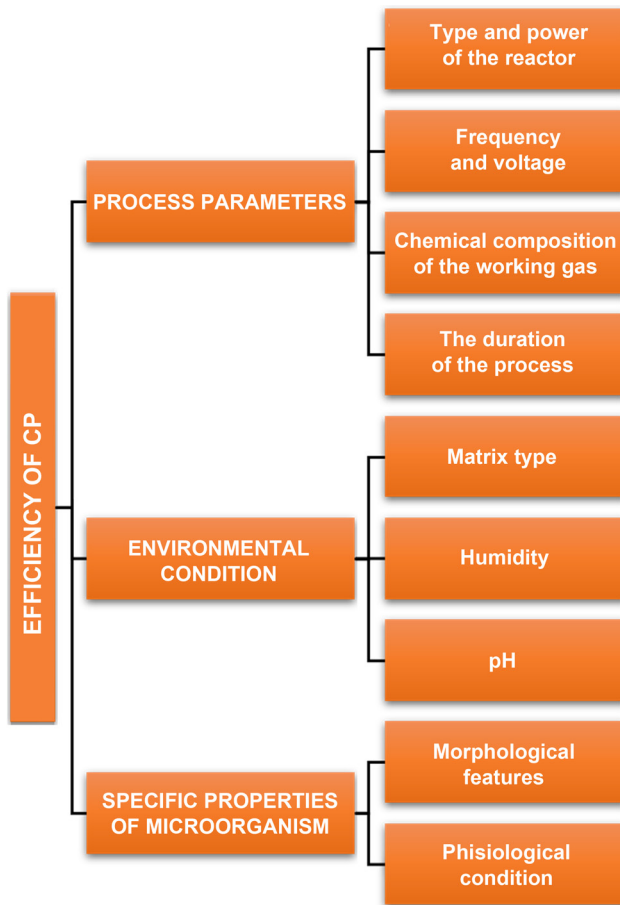 EFFICIENCY OF CP
PROCESS PARAMETERS
Type and power
of the reactor
Frequency
and voltage
Chemical composition
of the working gas
The duration
of the process
ENVIRONMENTAL
CONDITION
Matrix type
Humidity
pH
SPECIFIC PROPERTIES
OF MICROORGANISM
Morphological
features
Phisiological
condition